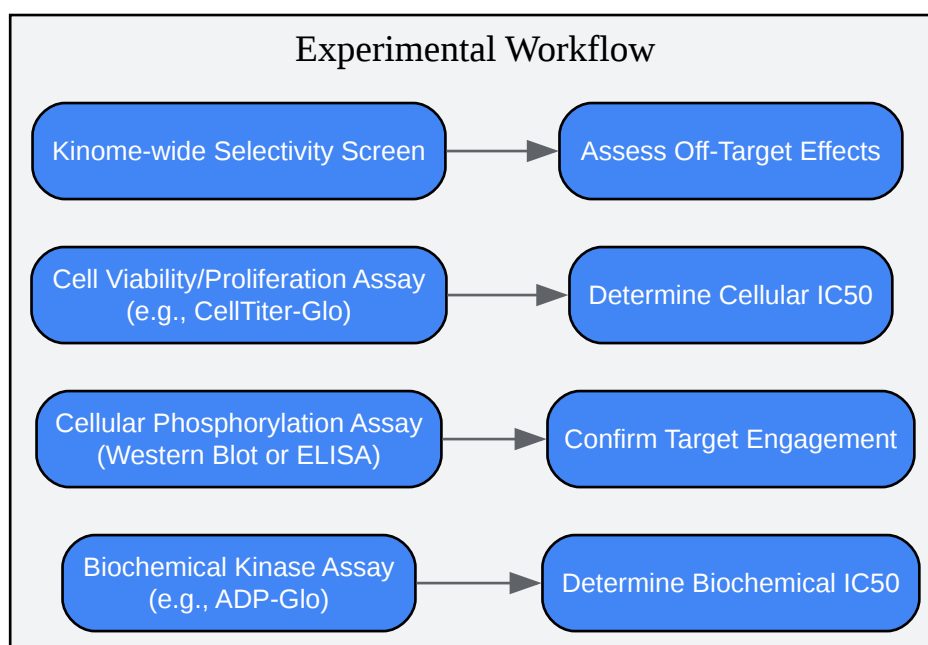 Experimental Workflow
Kinome-wide Selectivity Screen
Assess Off-Target Effects
Cell Viability/Proliferation Assay
(e.g., CellTiter-Glo)
Determine Cellular IC50
Cellular Phosphorylation Assay
(Western Blot or ELISA)
Confirm Target Engagement
Biochemical Kinase Assay
(e.g., ADP-Glo)
Determine Biochemical IC50